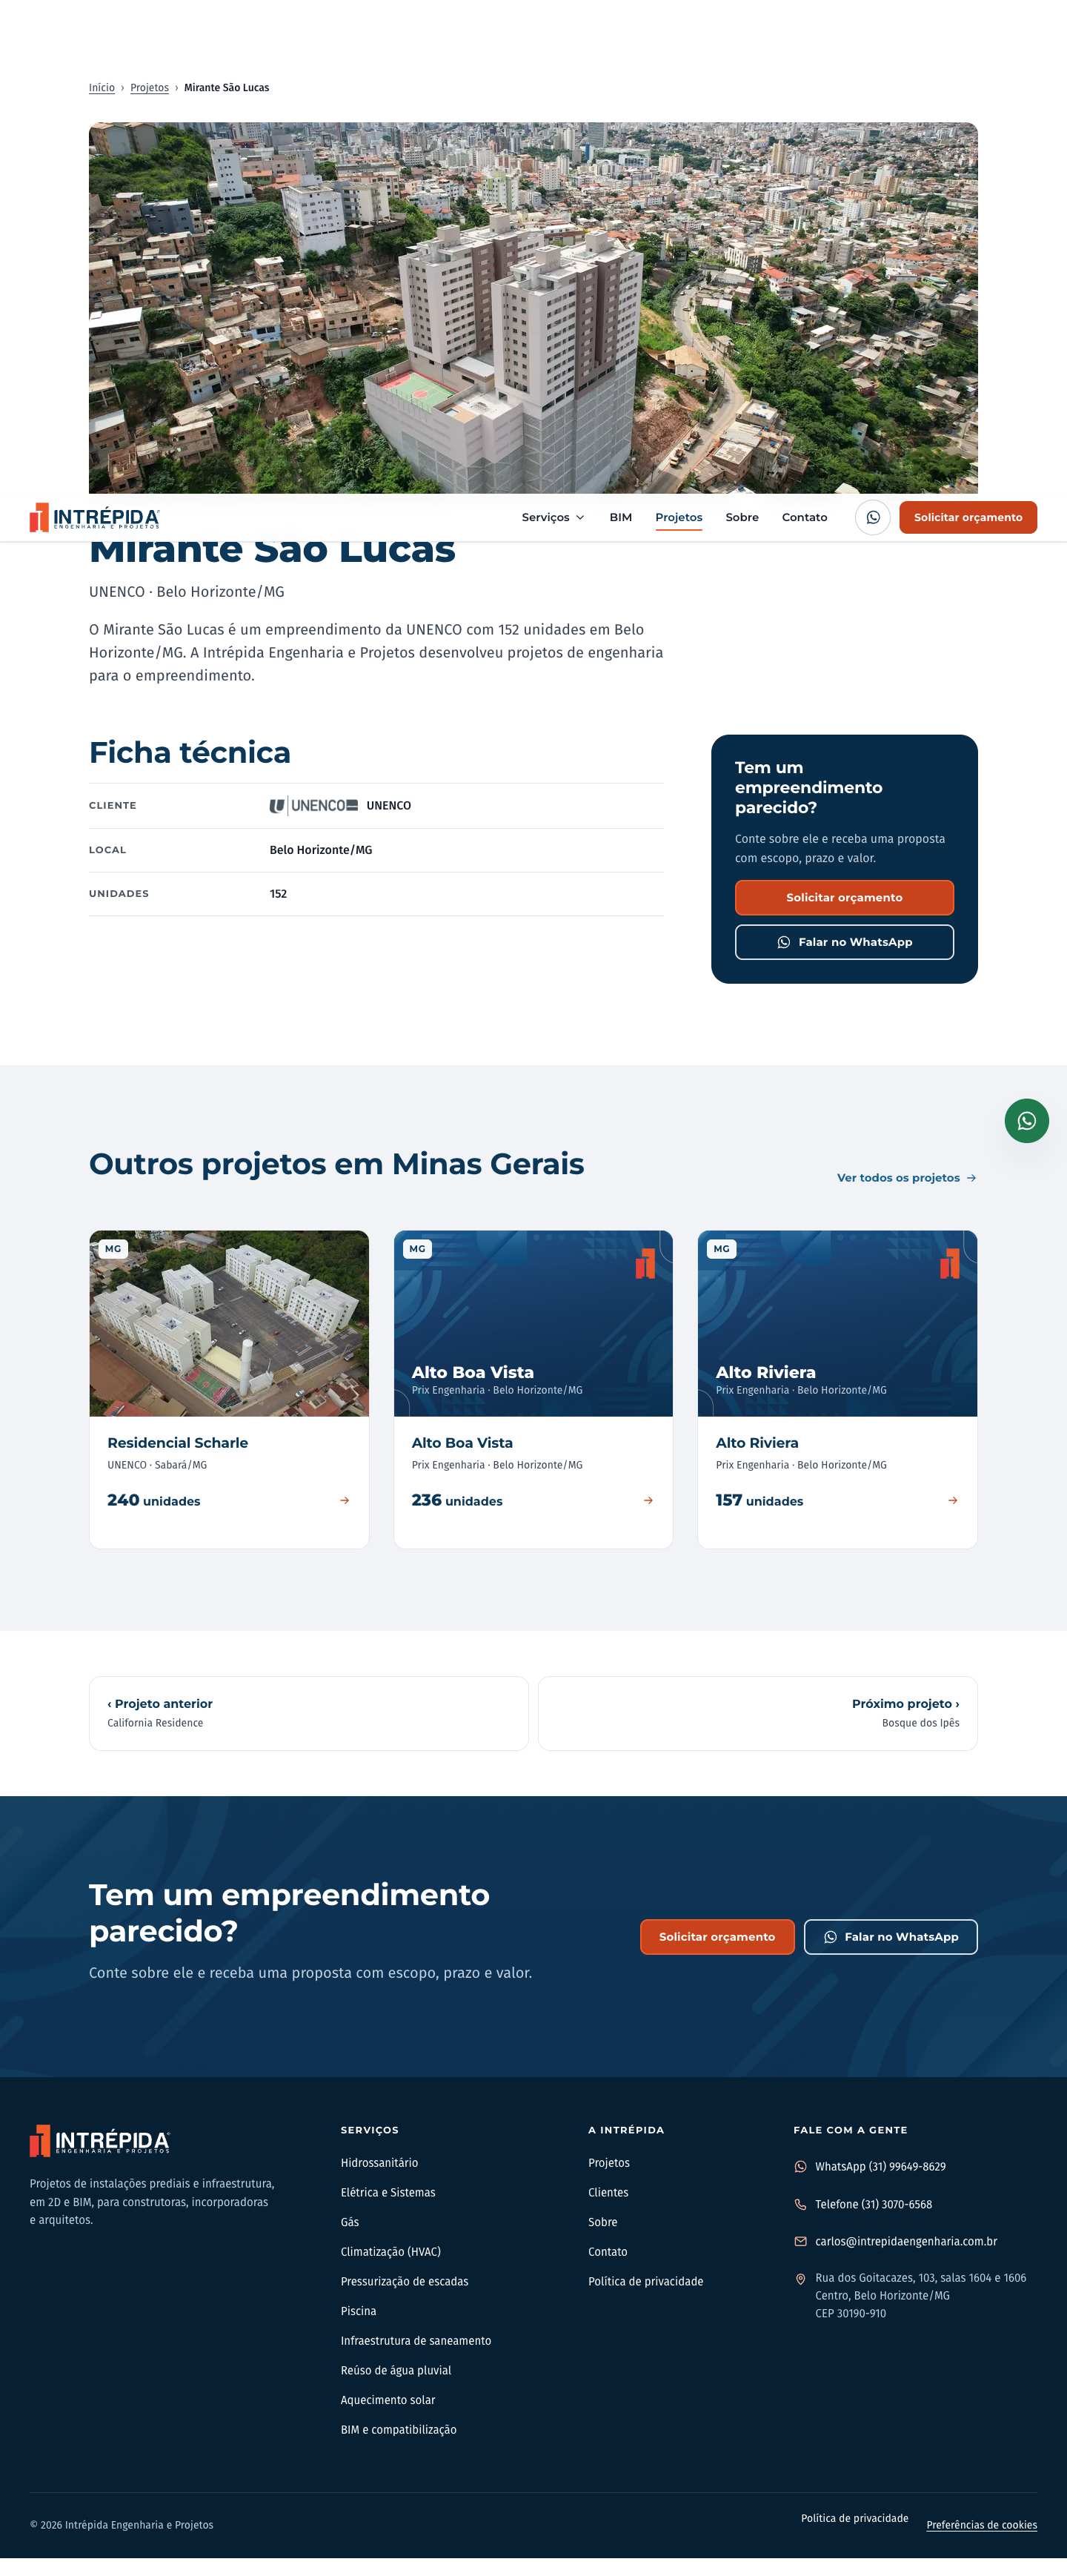 Início › Projetos › Mirante São Lucas
INTRÉPIDA
ENGENHARIA E PROJETOS
Serviços
BIM
Projetos
Sobre
Contato
Solicitar orçamento
Mirante São Lucas
UNENCO · Belo Horizonte/MG
O Mirante São Lucas é um empreendimento da UNENCO com 152 unidades em Belo
Horizonte/MG. A Intrépida Engenharia e Projetos desenvolveu projetos de engenharia
para o empreendimento.
Ficha técnica
CLIENTE
UNENCO UNENCO
LOCAL
Belo Horizonte/MG
UNIDADES
152
Tem um
empreendimento
parecido?
Conte sobre ele e receba uma proposta
com escopo, prazo e valor.
Solicitar orçamento
Falar no WhatsApp
Outros projetos em Minas Gerais
Ver todos os projetos →
MG
Residencial Scharle
UNENCO · Sabará/MG
240 unidades →
MG
Alto Boa Vista
Prix Engenharia · Belo Horizonte/MG
Alto Boa Vista
Prix Engenharia · Belo Horizonte/MG
236 unidades →
MG
Alto Riviera
Prix Engenharia · Belo Horizonte/MG
Alto Riviera
Prix Engenharia · Belo Horizonte/MG
157 unidades →
‹ Projeto anterior
California Residence
Próximo projeto ›
Bosque dos Ipês
Tem um empreendimento
parecido?
Conte sobre ele e receba uma proposta com escopo, prazo e valor.
Solicitar orçamento
Falar no WhatsApp
INTRÉPIDA
ENGENHARIA E PROJETOS
Projetos de instalações prediais e infraestrutura,
em 2D e BIM, para construtoras, incorporadoras
e arquitetos.
SERVIÇOS
Hidrossanitário
Elétrica e Sistemas
Gás
Climatização (HVAC)
Pressurização de escadas
Piscina
Infraestrutura de saneamento
Reúso de água pluvial
Aquecimento solar
BIM e compatibilização
A INTRÉPIDA
Projetos
Clientes
Sobre
Contato
Política de privacidade
FALE COM A GENTE
WhatsApp (31) 99649-8629
Telefone (31) 3070-6568
carlos@intrepidaengenharia.com.br
Rua dos Goitacazes, 103, salas 1604 e 1606
Centro, Belo Horizonte/MG
CEP 30190-910
© 2026 Intrépida Engenharia e Projetos
Política de privacidade
Preferências de cookies